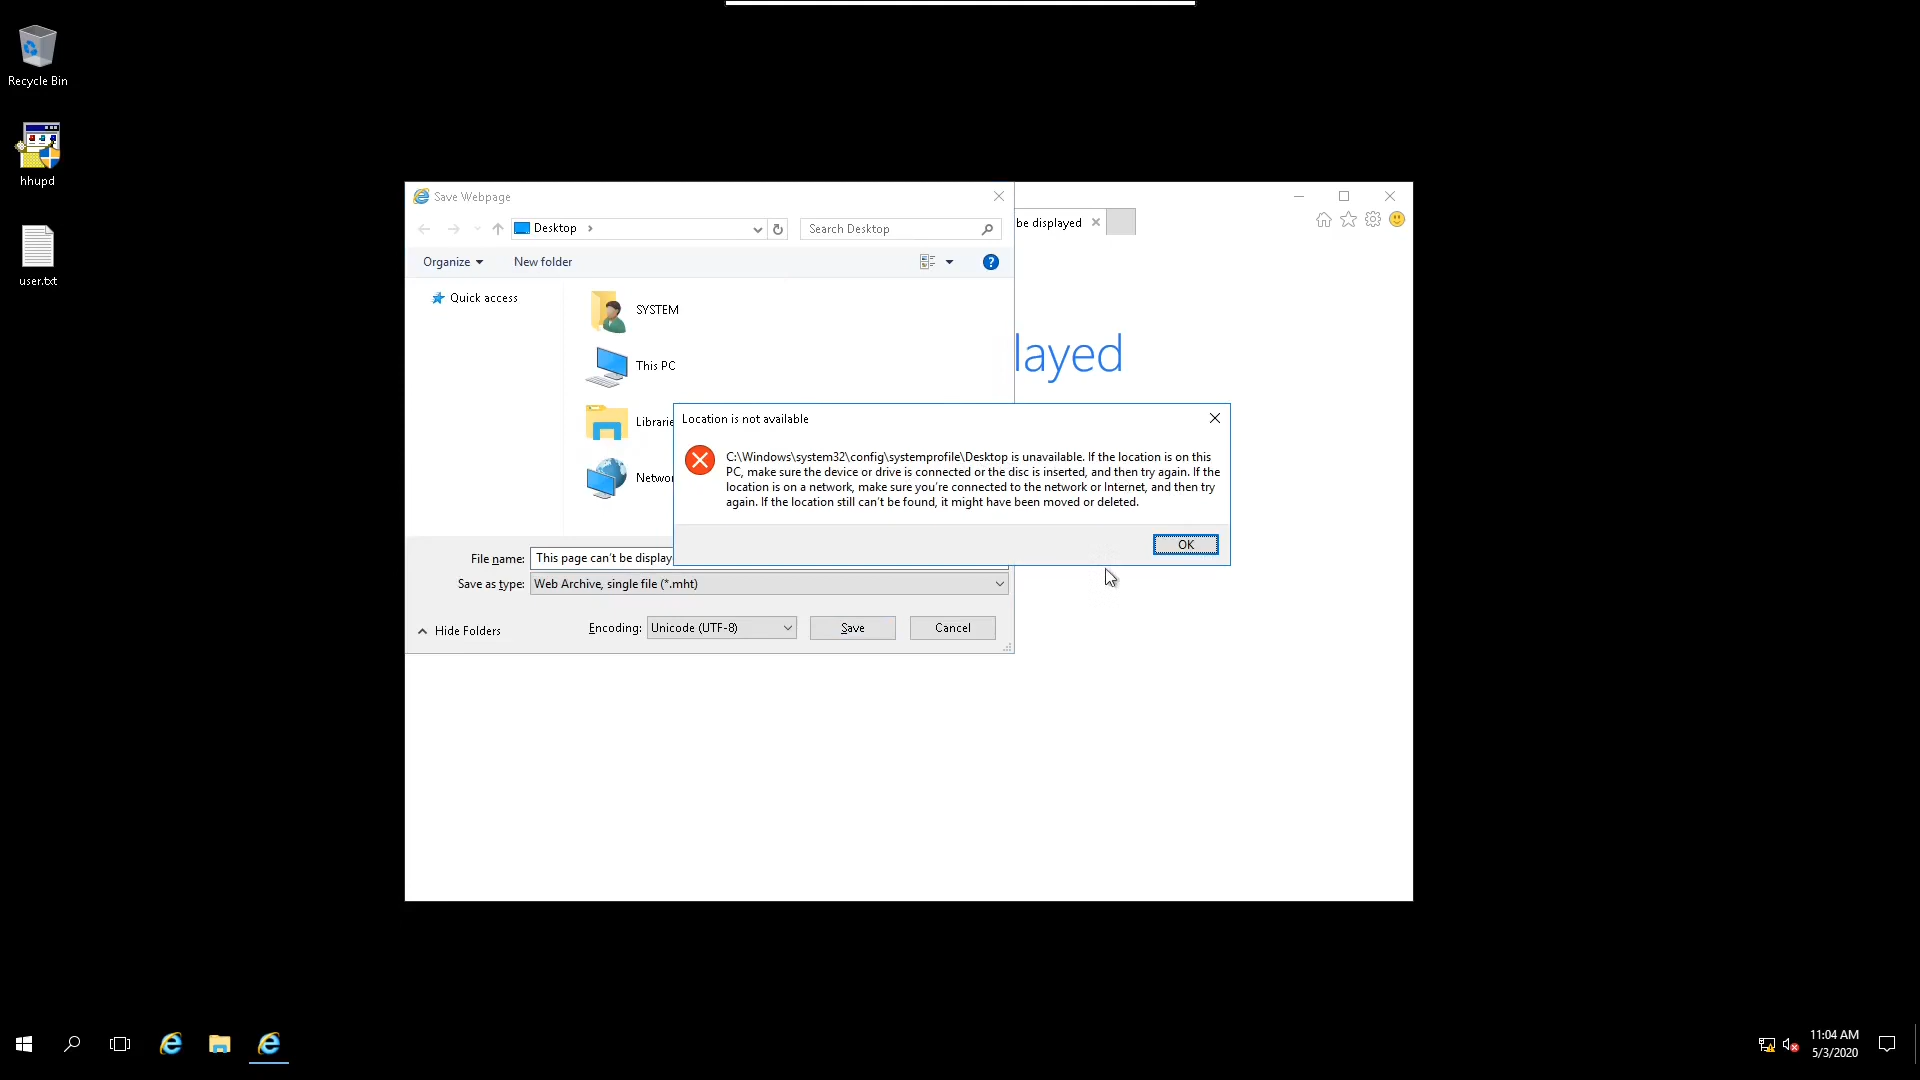 Recycle Bin
hhupd
user.txt
Save Webpage
Desktop
Search Desktop
be displayed
Organize
New folder
Quick access
SYSTEM
This PC
layed
Librarie
Networ
Location is not available
C:\Windows\system32\config\systemprofile\Desktop is unavailable. If the location is on this
PC, make sure the device or drive is connected or the disc is inserted, and then try again. If the
location is on a network, make sure you're connected to the network or Internet, and then try
again. If the location still can't be found, it might have been moved or deleted.
OK
File name: This page can't be display
Save as type: Web Archive, single file (*.mht)
Hide Folders
Encoding: Unicode (UTF-8)
Save
Cancel
11:04 AM
5/3/2020